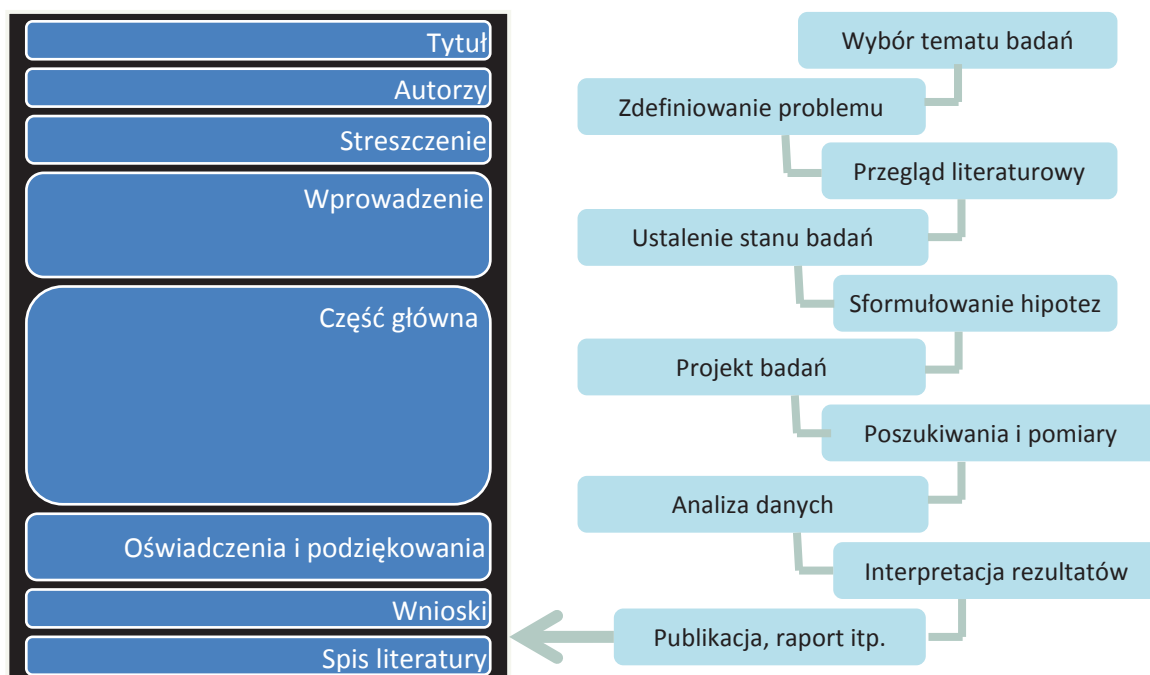 Tytuł
Autorzy
Streszczenie
Wprowadzenie
Część główna
Oświadczenia i podziękowania
Wnioski
Spis literatury
Wybór tematu badań
Zdefiniowanie problemu
Przegląd literaturowy
Ustalenie stanu badań
Sformułowanie hipotez
Projekt badań
Poszukiwania i pomiary
Analiza danych
Interpretacja rezultatów
Publikacja, raport itp.